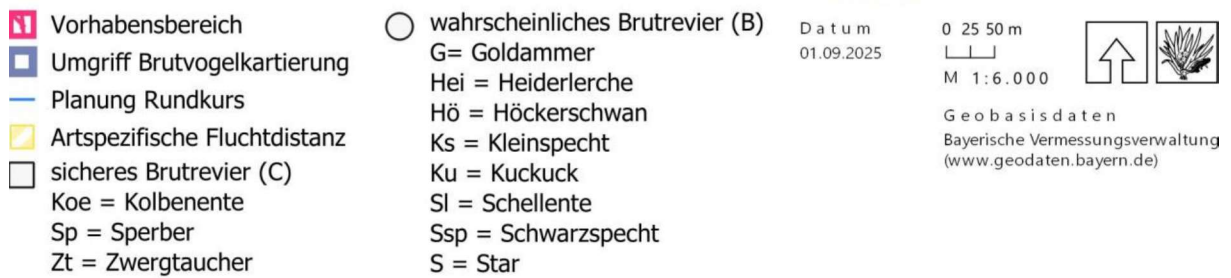 Vorhabensbereich
Umgriff Brutvogelkartierung
Planung Rundkurs
Artspezifische Fluchtdistanz
sicheres Brutrevier (C)
Koe = Kolbenente
Sp = Sperber
Zt = Zwergtaucher
wahrscheinliches Brutrevier (B)
G= Goldammer
Hei = Heiderlerche
Hö = Höckerschwan
Ks = Kleinspecht
Ku = Kuckuck
Sl = Schellente
Ssp = Schwarzspecht
S = Star
Datum
01.09.2025
0 25 50 m
M 1:6.000
Geobasisdaten
Bayerische Vermessungsverwaltung
(www.geodaten.bayern.de)